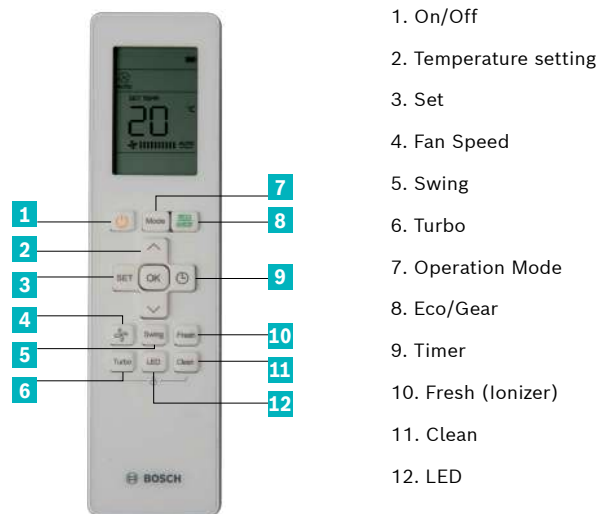 1. On/Off
2. Temperature setting
3. Set
4. Fan Speed
5. Swing
6. Turbo
7. Operation Mode
8. Eco/Gear
9. Timer
10. Fresh (Ionizer)
11. Clean
12. LED
SET TEMP
20 °C
7
1
Mode
8
2
3
SET
OK
9
4
Swing
Fresh
10
5
Turbo
LED
Clean
11
6
12
BOSCH